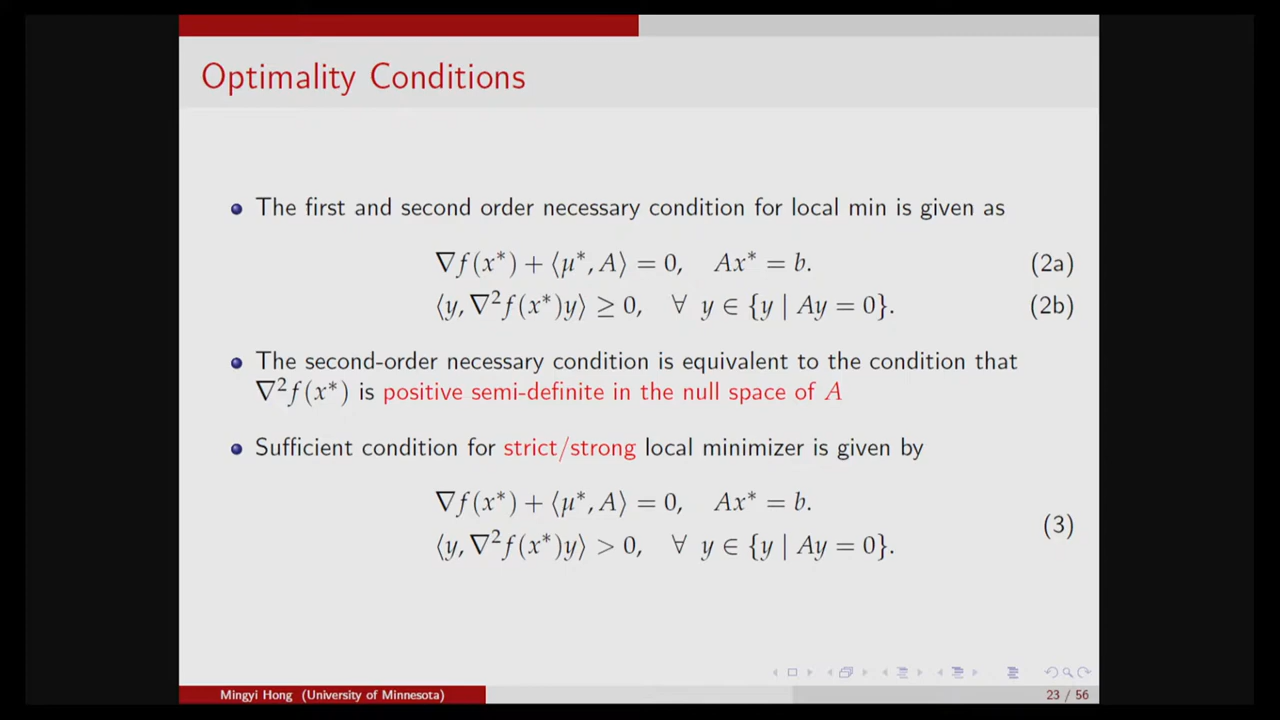 Optimality Conditions
The first and second order necessary condition for local min is given as
∇f(x*) + ⟨μ*, A⟩ = 0, Ax* = b. (2a)
⟨y, ∇²f(x*)y⟩ ≥ 0, ∀ y ∈ {y | Ay = 0}. (2b)
The second-order necessary condition is equivalent to the condition that
∇²f(x*) is positive semi-definite in the null space of A
Sufficient condition for strict/strong local minimizer is given by
∇f(x*) + ⟨μ*, A⟩ = 0, Ax* = b.
(3)
⟨y, ∇²f(x*)y⟩ > 0, ∀ y ∈ {y | Ay = 0}.
Mingyi Hong (University of Minnesota) 23 / 56